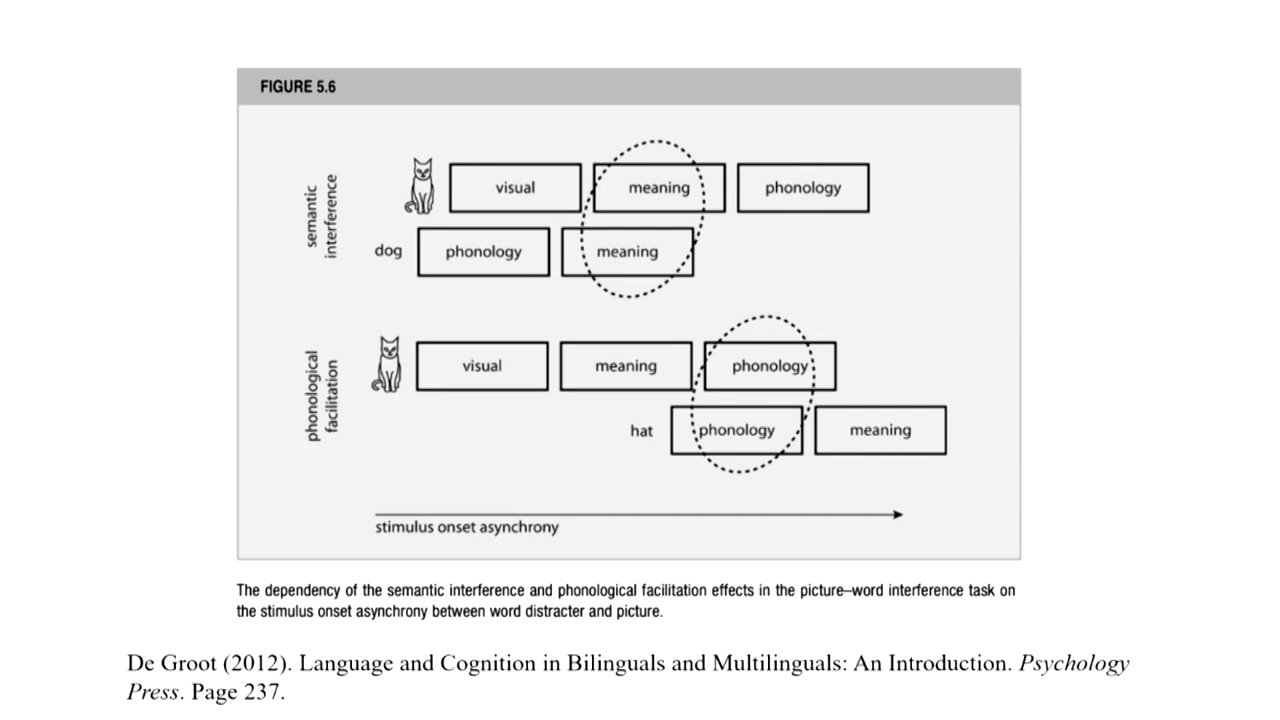 FIGURE 5.6
semantic
interference
visual
meaning
phonology
dog
phonology
meaning
phonological
facilitation
visual
meaning
phonology
hat
phonology
meaning
stimulus onset asynchrony
The dependency of the semantic interference and phonological facilitation effects in the picture–word interference task on
the stimulus onset asynchrony between word distracter and picture.
De Groot (2012). Language and Cognition in Bilinguals and Multilinguals: An Introduction. Psychology
Press. Page 237.